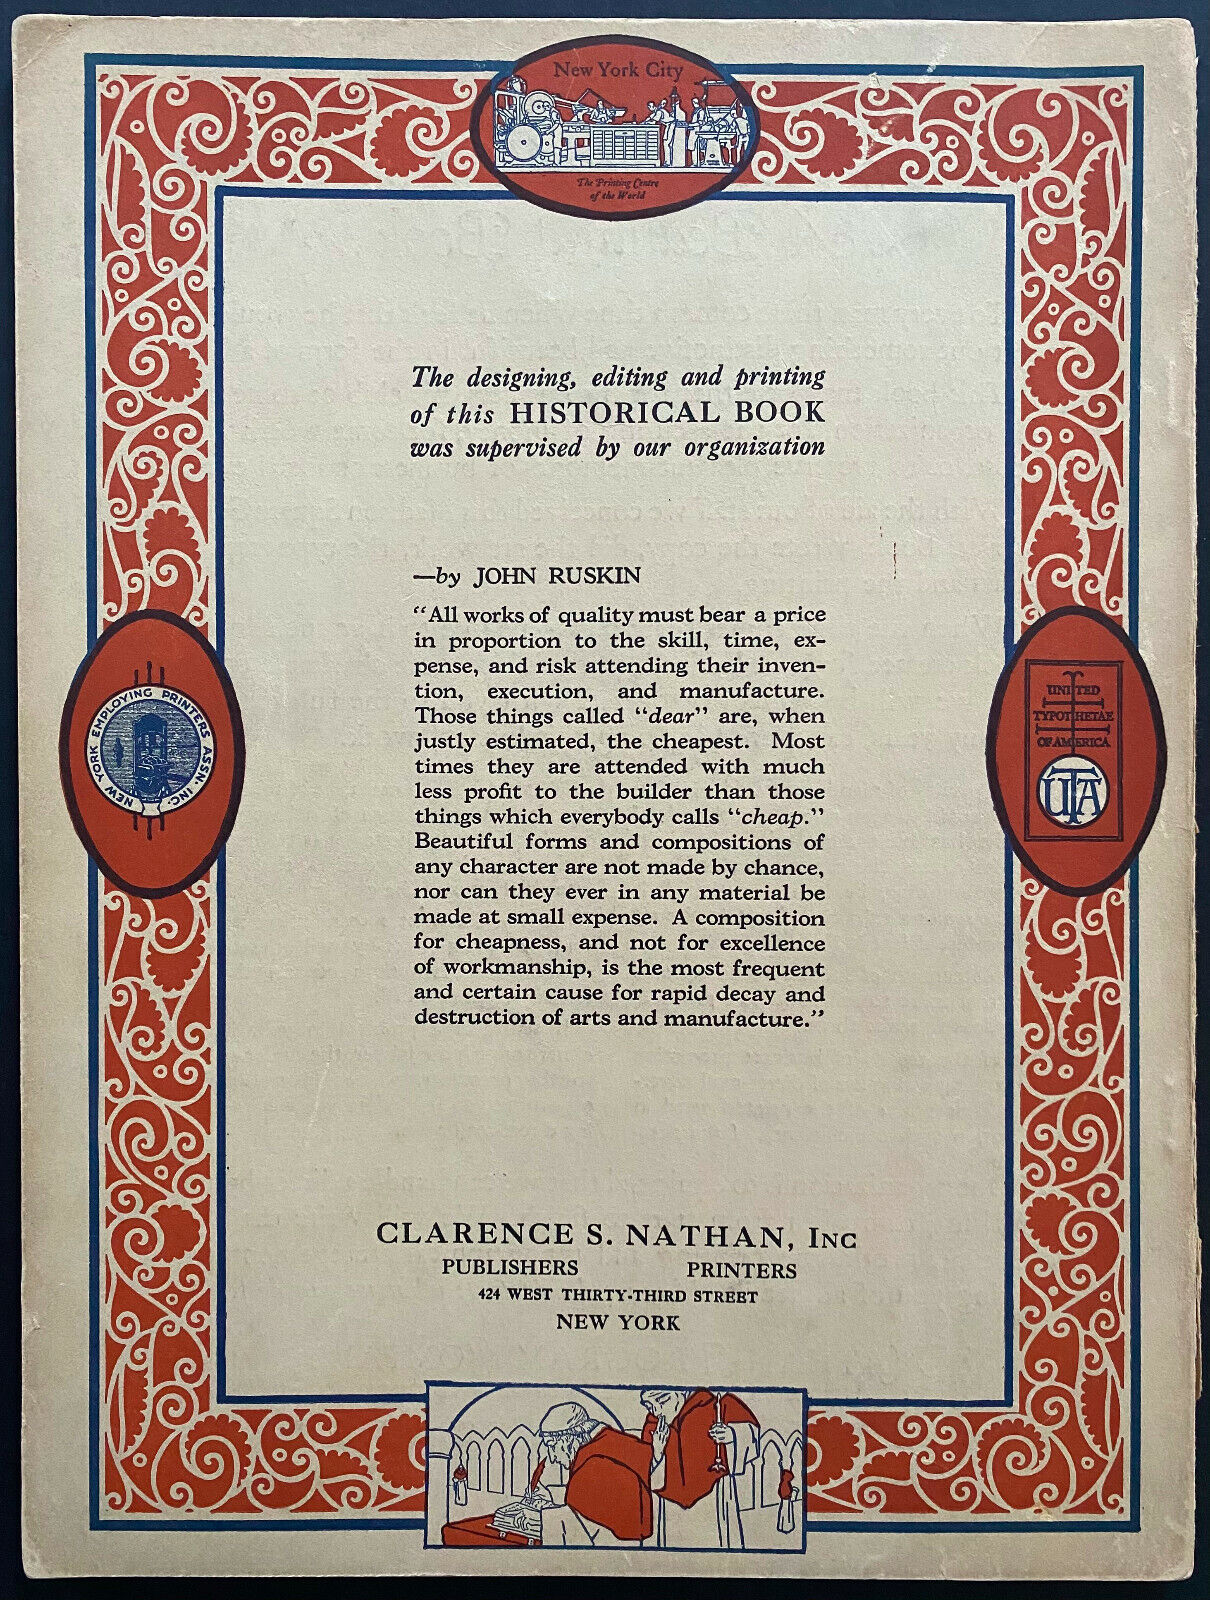 New York City
The Printing Centre
of the World
The designing, editing and printing
of this HISTORICAL BOOK
was supervised by our organization
—by JOHN RUSKIN
"All works of quality must bear a price
in proportion to the skill, time, ex-
pense, and risk attending their inven-
tion, execution, and manufacture.
Those things called "dear" are, when
justly estimated, the cheapest. Most
times they are attended with much
less profit to the builder than those
things which everybody calls "cheap."
Beautiful forms and compositions of
any character are not made by chance,
nor can they ever in any material be
made at small expense. A composition
for cheapness, and not for excellence
of workmanship, is the most frequent
and certain cause for rapid decay and
destruction of arts and manufacture."
NEW YORK EMPLOYING PRINTERS ASSN. INC.
UNITED
TYPOTHETAE
OF AMERICA
UTA
CLARENCE S. NATHAN, INC
PUBLISHERS PRINTERS
424 WEST THIRTY-THIRD STREET
NEW YORK